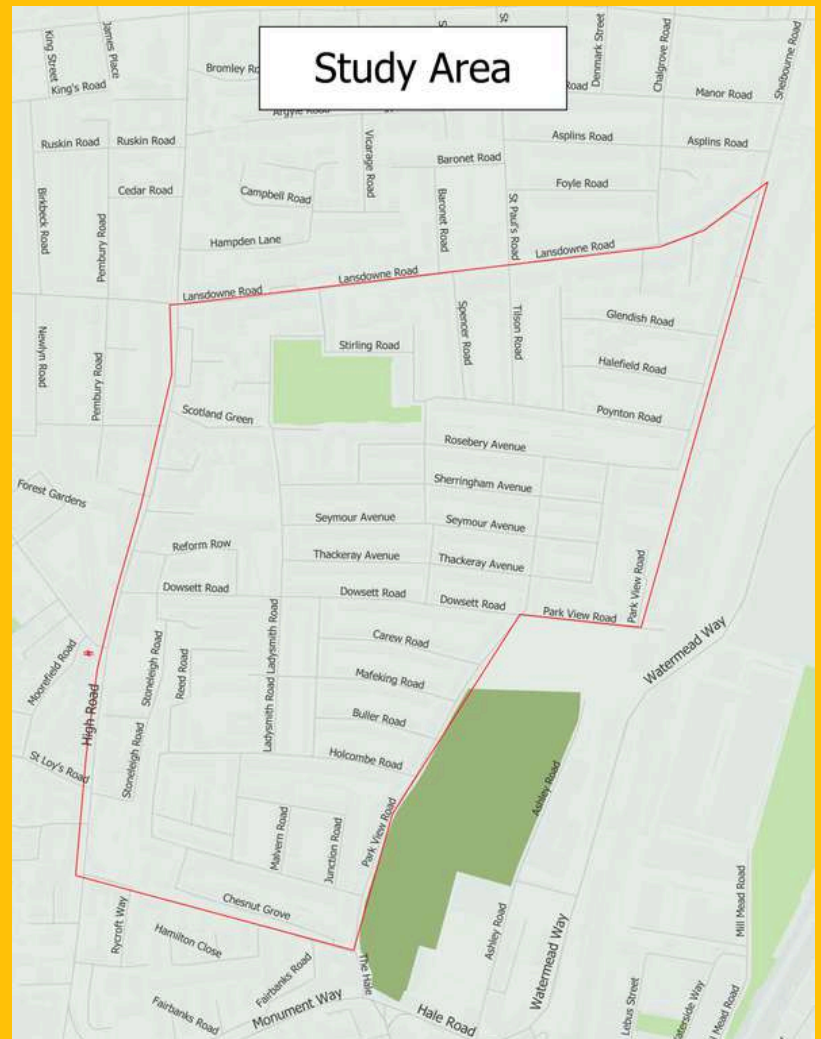 Study Area
King Street
James Place
King's Road
Bromley
Denmark Street
Chalgrove Road
Shelbourne Road
Road
Manor Road
Argyle Road
Ruskin Road
Ruskin Road
Vicarage Road
Asplins Road
Asplins Road
Baronet Road
Birkbeck Road
Cedar Road
Campbell Road
Foyle Road
Pembury Road
Baronet Road
St Paul's Road
Hampden Lane
Lansdowne Road
Lansdowne Road
Lansdowne Road
Newlyn Road
Pembury Road
Stirling Road
Spencer Road
Tilson Road
Glendish Road
Halefield Road
Scotland Green
Poynton Road
Rosebery Avenue
Forest Gardens
Sherringham Avenue
Seymour Avenue
Seymour Avenue
Reform Row
Thackeray Avenue
Thackeray Avenue
Dowsett Road
Dowsett Road
Dowsett Road
Park View Road
Park View Road
Moorefield Road
High Road
Stoneleigh Road
Reed Road
Ladysmith Road
Ladysmith Road
Carew Road
Mafeking Road
Buller Road
Watermead Way
St Loy's Road
Stoneleigh Road
Holcombe Road
Ashley Road
Malvern Road
Junction Road
Park View Road
Chesnut Grove
Rycroft Way
Hamilton Close
Fairbanks Road
Fairbanks Road
The Hale
Monument Way
Hale Road
Ashley Road
Watermead Way
Mill Mead Road
Lebus Street
Way
Mead Road